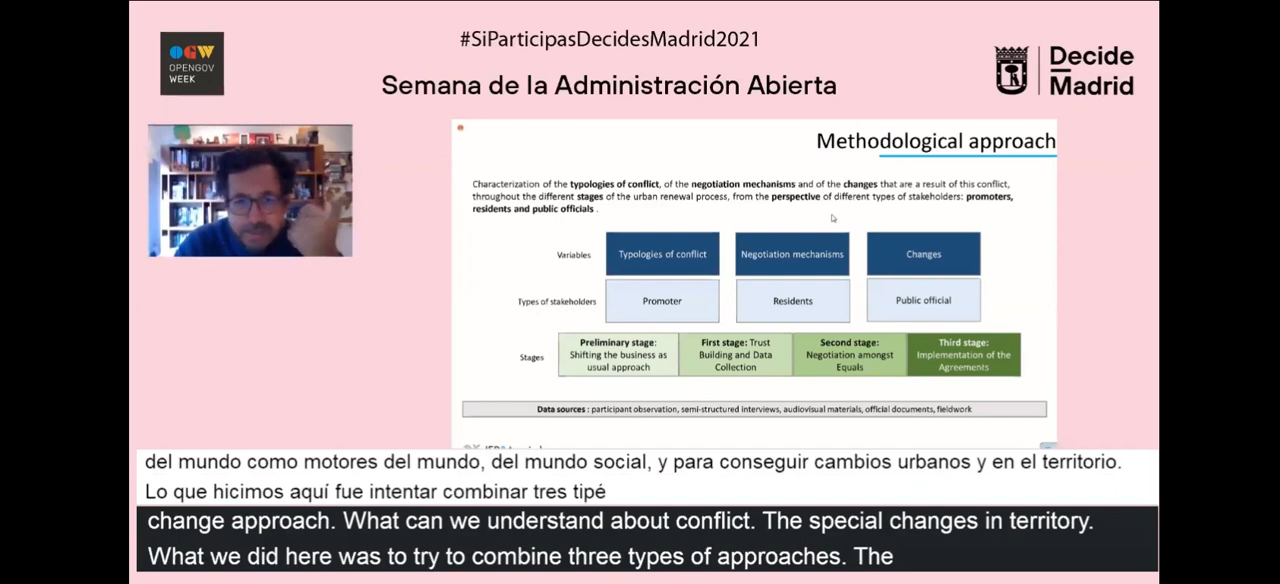 #SiParticipasDecidesMadrid2021
OGW
OPENGOV
WEEK
Semana de la Administración Abierta
Decide
Madrid
Methodological approach
Characterization of the typologies of conflict, of the negotiation mechanisms and of the changes that are a result of this conflict,
throughout the different stages of the urban renewal process, from the perspective of different types of stakeholders: promoters,
residents and public officials .
Variables
Typologies of conflict
Negotiation mechanisms
Changes
Types of stakeholders
Promoter
Residents
Public official
Stages
Preliminary stage:
Shifting the business as
usual approach
First stage: Trust
Building and Data
Collection
Second stage:
Negotiation amongst
Equals
Third stage:
Implementation of the
Agreements
Data sources : participant observation, semi-structured interviews, audiovisual materials, official documents, fieldwork
del mundo como motores del mundo, del mundo social, y para conseguir cambios urbanos y en el territorio.
Lo que hicimos aquí fue intentar combinar tres tipé
change approach. What can we understand about conflict. The special changes in territory.
What we did here was to try to combine three types of approaches. The